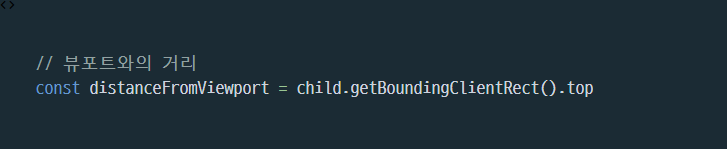 <>
// 뷰포트와의 거리
const distanceFromViewport = child.getBoundingClientRect().top